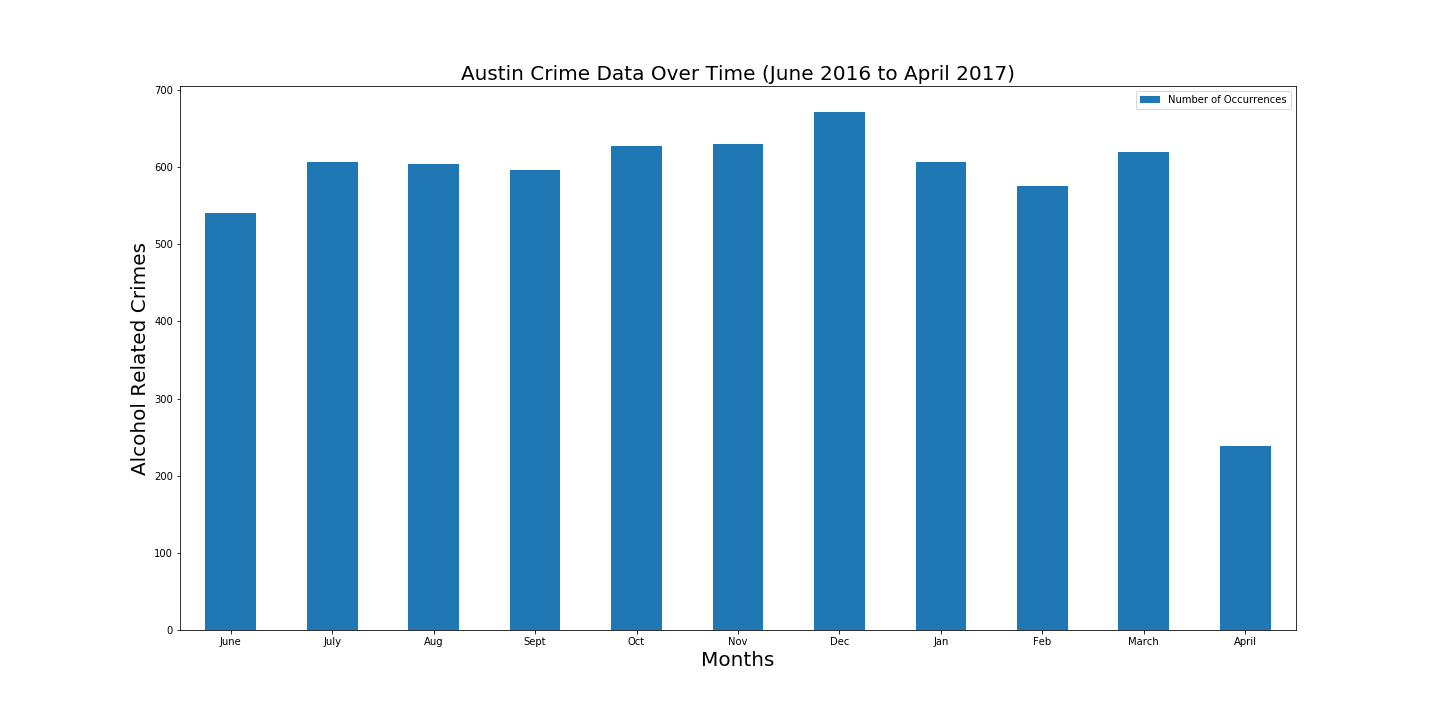 Austin Crime Data Over Time (June 2016 to April 2017)
Number of Occurrences
Alcohol Related Crimes
700
600
500
400
300
200
100
0
June July Aug Sept Oct Nov Dec Jan Feb March April
Months